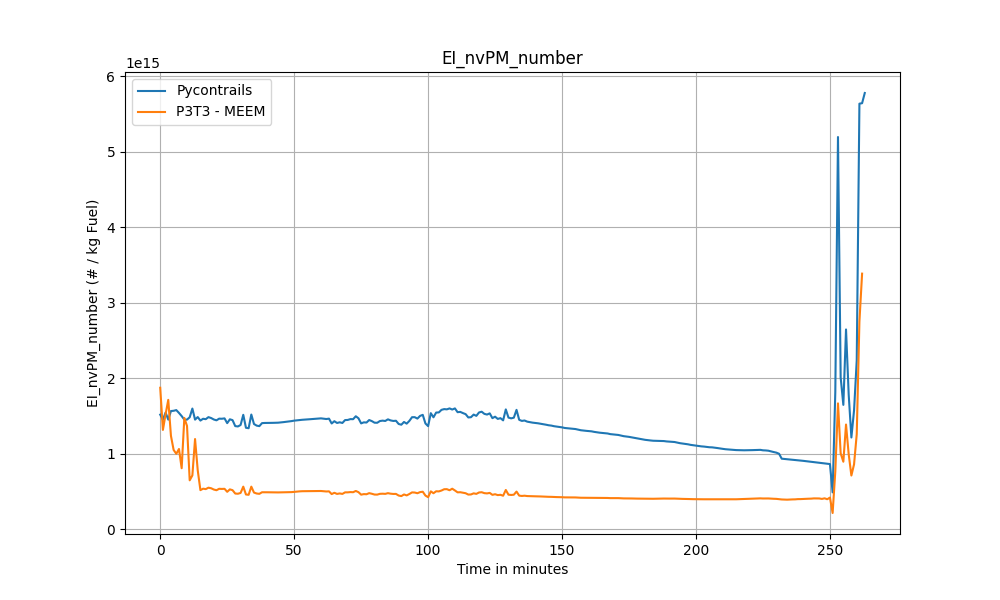 EI_nvPM_number
1e15
Pycontrails
P3T3 - MEEM
6
5
4
3
2
1
0
EI_nvPM_number (# / kg Fuel)
0 50 100 150 200 250
Time in minutes